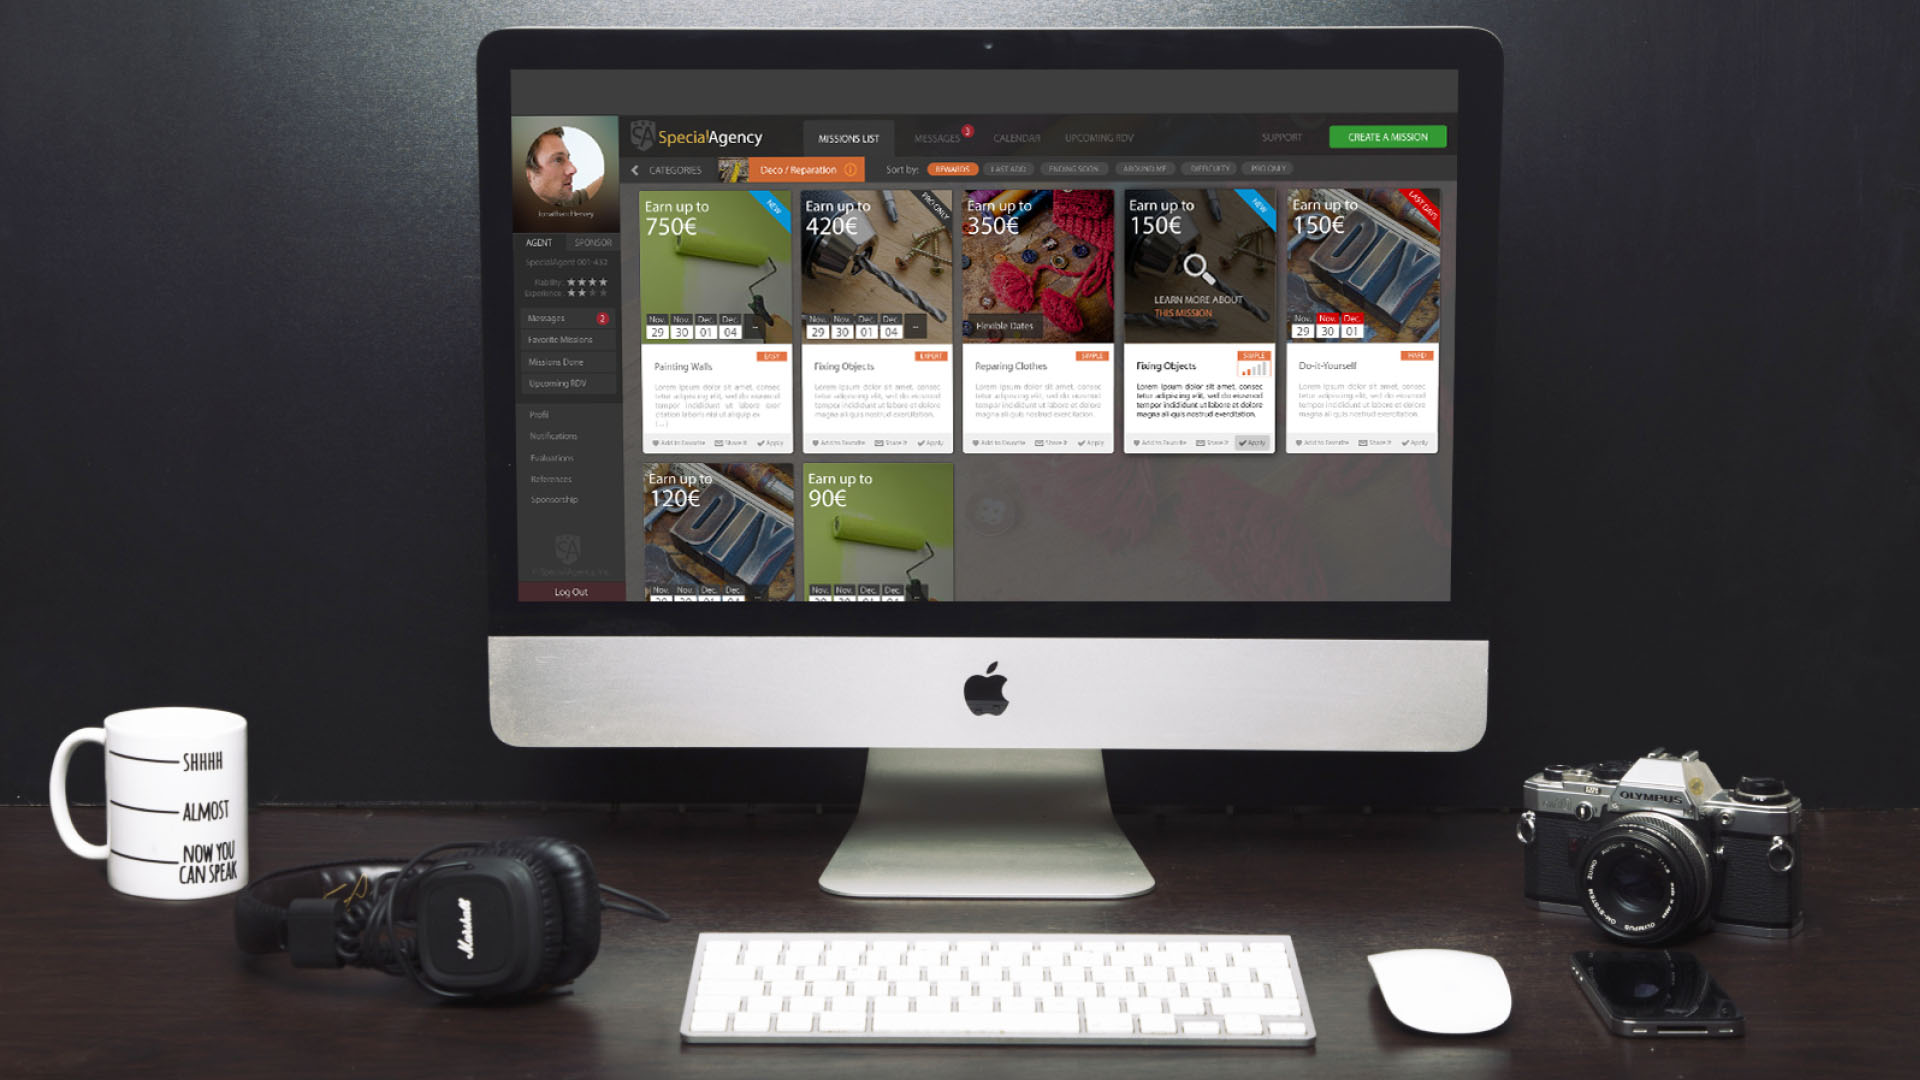 SA SpecialAgency
MISSIONS LIST
MESSAGES 3
CALENDAR
UPCOMING RDV
SUPPORT
CREATE A MISSION
CATEGORIES
Deco / Reparation
Sort by:
REWARDS
LAST ADD
ENDING SOON
AROUND ME
DIFFICULTY
PRO ONLY
Jonathan Hervey
AGENT
SPONSOR
SpecialAgent 001-432
Fiability:
Experience:
Messages 2
Favorite Missions
Missions Done
Upcoming RDV
Profil
Notifications
Evaluations
References
Sponsorship
SA
© SpecialAgency, Inc.
Log Out
Earn up to
750€
NEW
Nov. Nov. Dec. Dec.
29 30 01 04 ...
EASY
Painting Walls
Lorem ipsum dolor sit amet, consec
tetur adipiscing elit, sed do eiusmod
tempor incididunt ut labore exer
citation laboris nisi ut aliquip ex
(...)
Add to Favorite Share It Apply
Earn up to
420€
PRO ONLY
Nov. Nov. Dec. Dec.
29 30 01 04 ...
EXPERT
Fixing Objects
Lorem ipsum dolor sit amet, consec
tetur adipiscing elit, sed do eiusmod
tempor incididunt ut labore et dolore
magna ali quis nostrud exercitation.
Add to Favorite Share It Apply
Earn up to
350€
Flexible Dates
SIMPLE
Reparing Clothes
Lorem ipsum dolor sit amet, consec
tetur adipiscing elit, sed do eiusmod
tempor incididunt ut labore et dolore
magna ali quis nostrud exercitation.
Add to Favorite Share It Apply
Earn up to
150€
NEW
LEARN MORE ABOUT
THIS MISSION
SIMPLE
Fixing Objects
Lorem ipsum dolor sit amet, consec
tetur adipiscing elit, sed do eiusmod
tempor incididunt ut labore et dolore
magna ali quis nostrud exercitation.
Add to Favorite Share It Apply
Earn up to
150€
LAST DAYS
DIY
Nov. Nov. Dec.
29 30 01
HARD
Do-it-Yourself
Lorem ipsum dolor sit amet, consec
tetur adipiscing elit, sed do eiusmod
tempor incididunt ut labore et dolore
magna ali quis nostrud exercitation.
Add to Favorite Share It Apply
Earn up to
120€
DIY
Nov. Nov. Dec. Dec.
29 30 01 04
Earn up to
90€
Nov. Nov. Dec. Dec.
29 30 01 04
SHHHH
ALMOST
NOW YOU
CAN SPEAK
Marshall
OLYMPUS